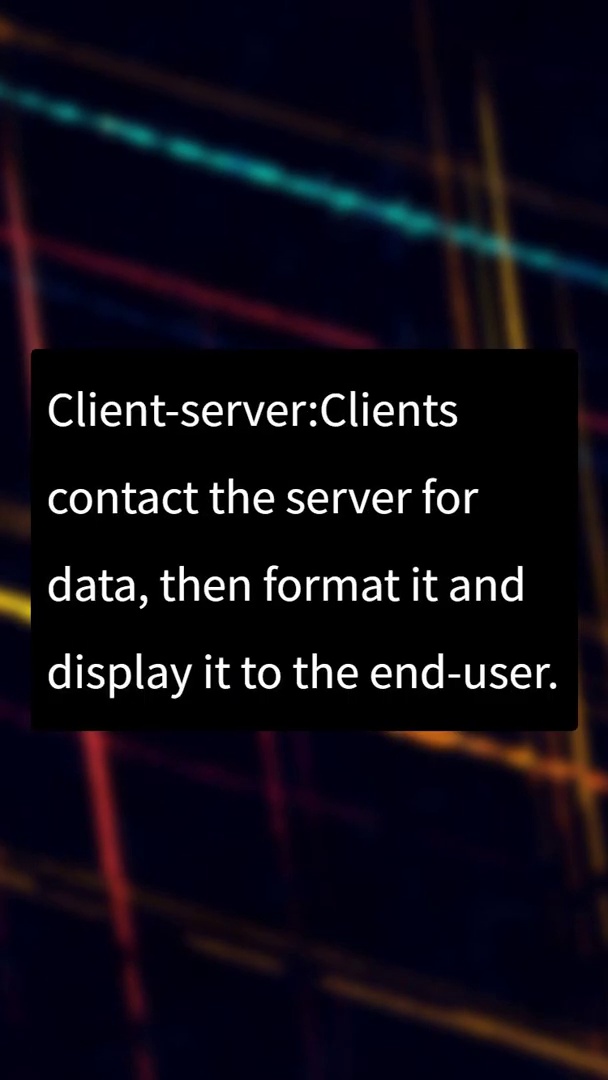 Client-server:Clients
contact the server for
data, then format it and
display it to the end-user.